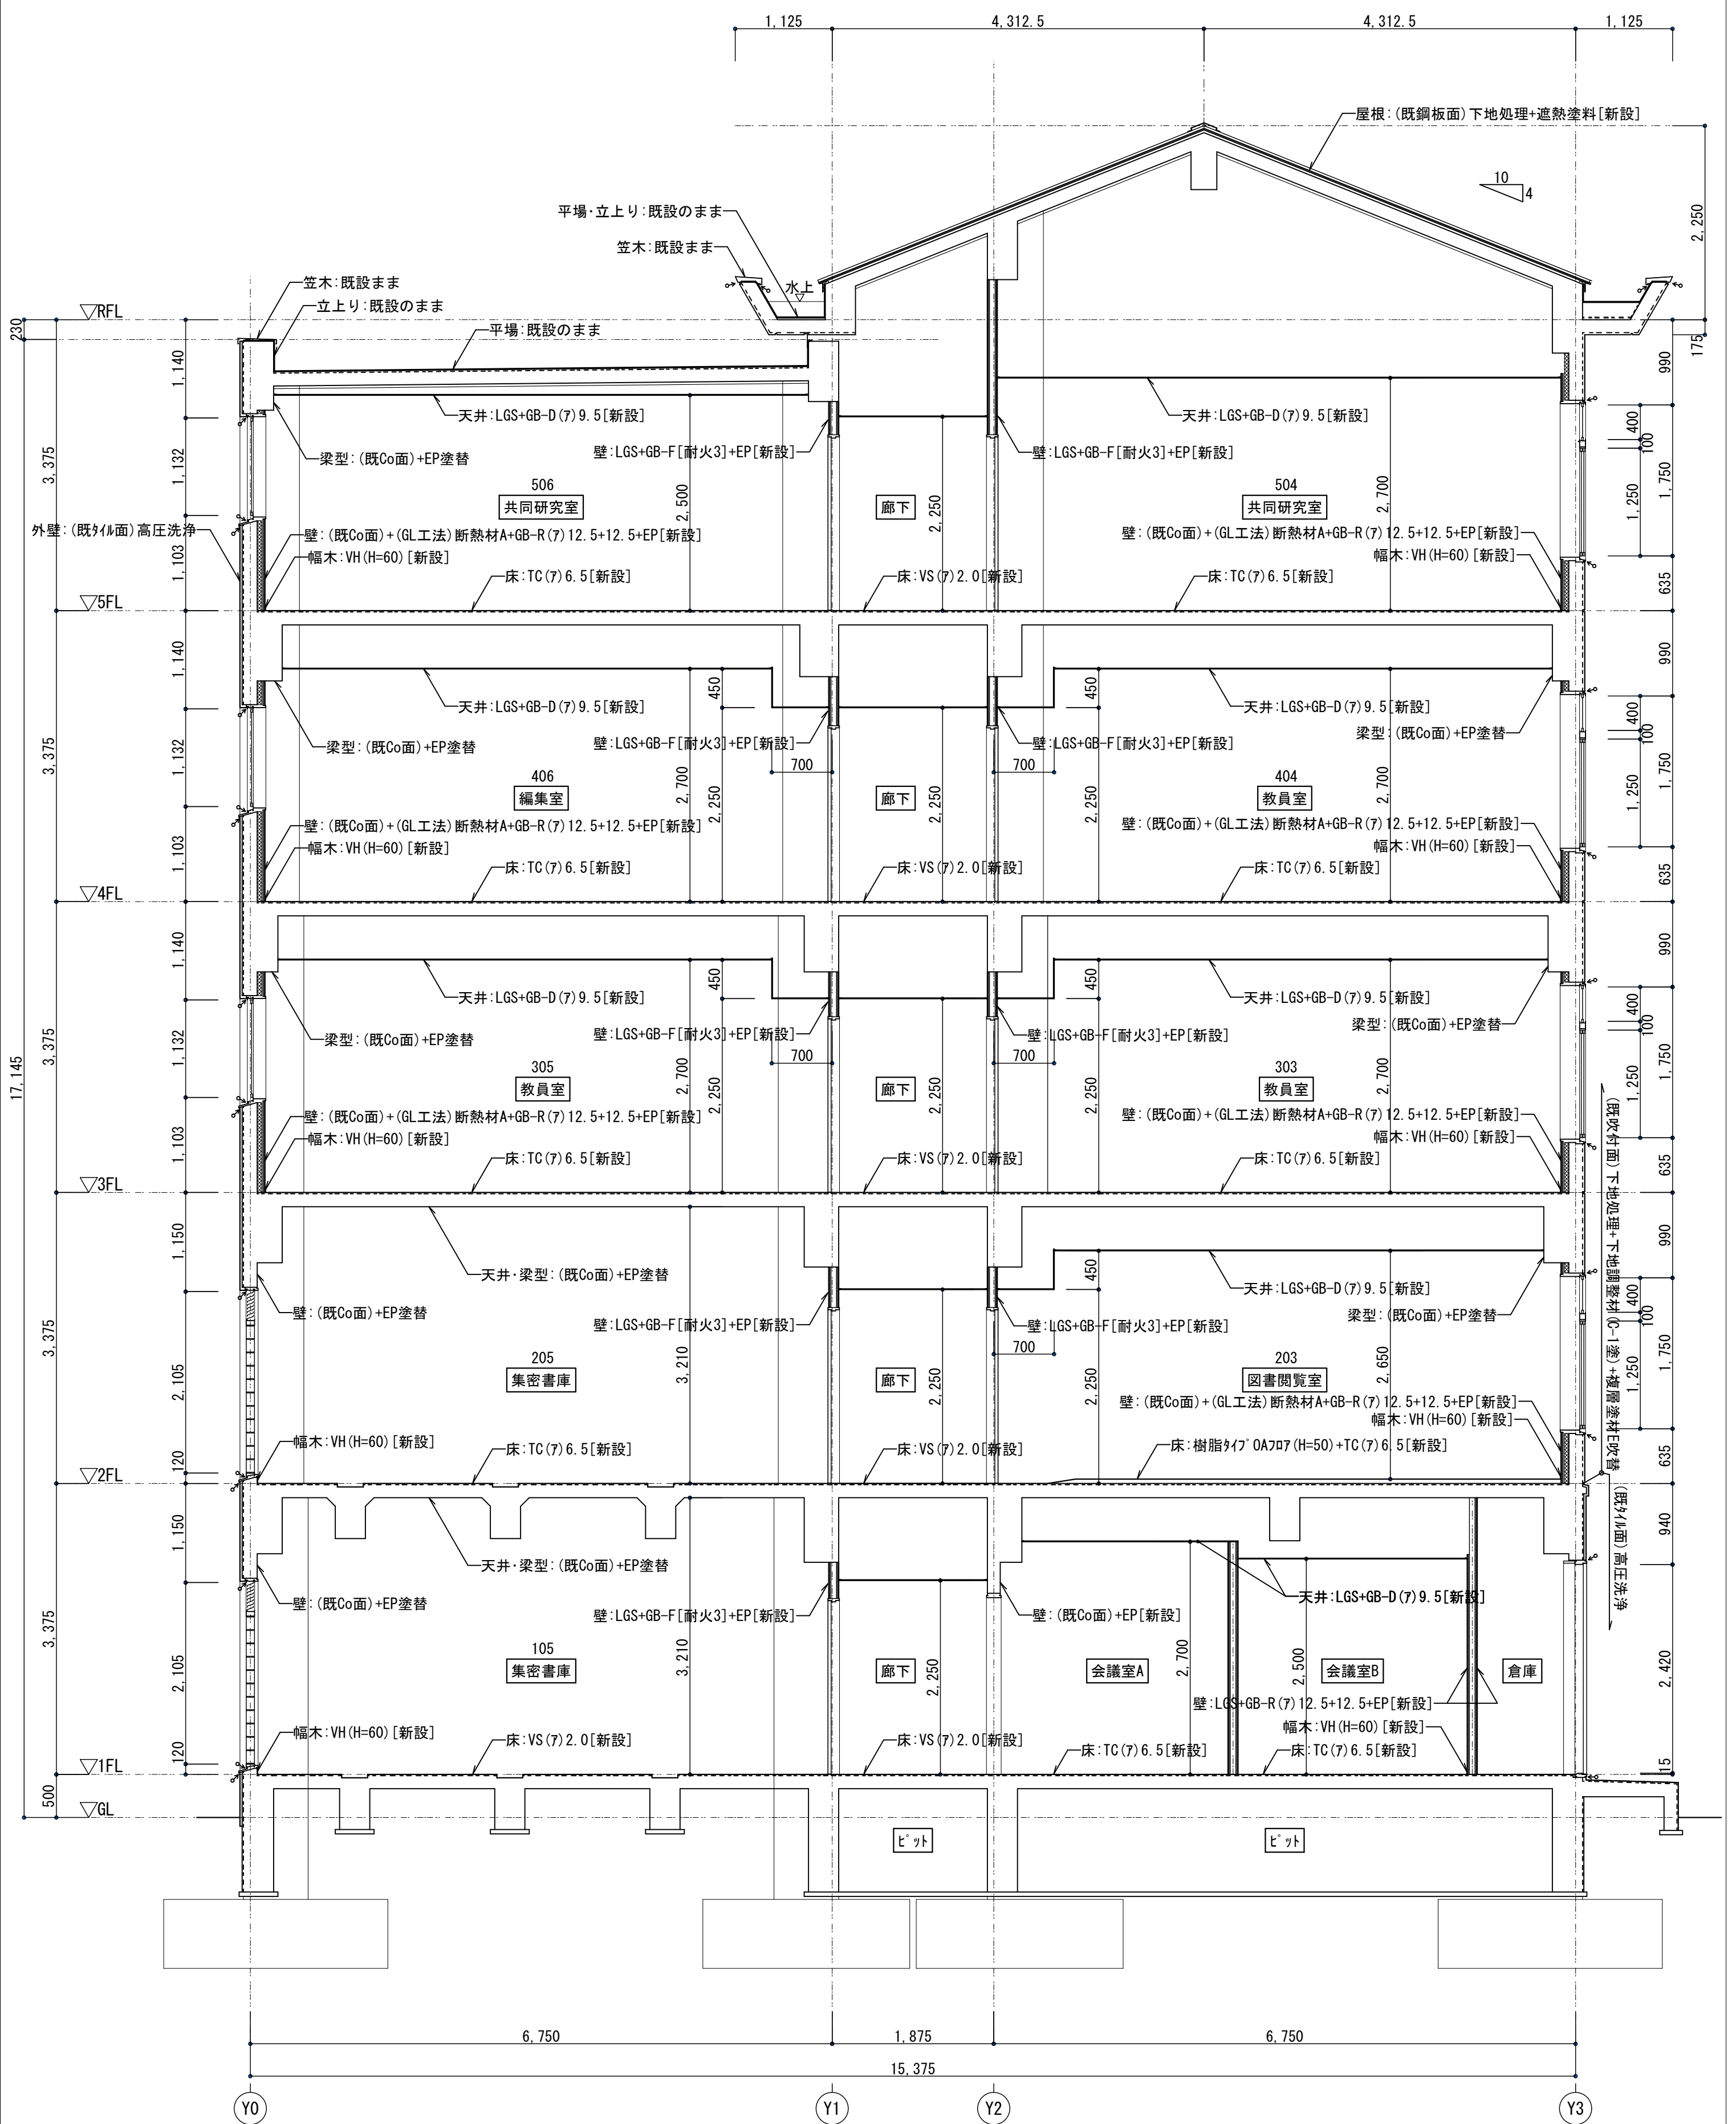 1,125
4,312.5
4,312.5
1,125
屋根:(既鋼板面)下地処理+遮熱塗料[新設]
10
4
2,250
平場・立上り:既設のまま
笠木:既設まま
水上
笠木:既設まま
立上り:既設のまま
平場:既設のまま
▽RFL
230
175
1,140
990
天井:LGS+GB-D(ｱ)9.5[新設]
天井:LGS+GB-D(ｱ)9.5[新設]
梁型:(既Co面)+EP塗替
壁:LGS+GB-F[耐火3]+EP[新設]
壁:LGS+GB-F[耐火3]+EP[新設]
400
100
3,375
1,132
506
共同研究室
2,500
廊下
2,250
504
共同研究室
2,700
1,250
1,750
外壁:(既ﾀｲﾙ面)高圧洗浄
壁:(既Co面)+(GL工法)断熱材A+GB-R(ｱ)12.5+12.5+EP[新設]
壁:(既Co面)+(GL工法)断熱材A+GB-R(ｱ)12.5+12.5+EP[新設]
幅木:VH(H=60)[新設]
幅木:VH(H=60)[新設]
1,103
床:TC(ｱ)6.5[新設]
床:VS(ｱ)2.0[新設]
床:TC(ｱ)6.5[新設]
635
▽5FL
1,140
990
450
450
天井:LGS+GB-D(ｱ)9.5[新設]
天井:LGS+GB-D(ｱ)9.5[新設]
梁型:(既Co面)+EP塗替
壁:LGS+GB-F[耐火3]+EP[新設]
壁:LGS+GB-F[耐火3]+EP[新設]
梁型:(既Co面)+EP塗替
400
100
700
700
3,375
1,132
406
編集室
2,700
2,250
廊下
2,250
2,250
404
教員室
2,700
1,250
1,750
壁:(既Co面)+(GL工法)断熱材A+GB-R(ｱ)12.5+12.5+EP[新設]
壁:(既Co面)+(GL工法)断熱材A+GB-R(ｱ)12.5+12.5+EP[新設]
幅木:VH(H=60)[新設]
幅木:VH(H=60)[新設]
1,103
床:TC(ｱ)6.5[新設]
床:VS(ｱ)2.0[新設]
床:TC(ｱ)6.5[新設]
635
▽4FL
1,140
990
450
450
天井:LGS+GB-D(ｱ)9.5[新設]
天井:LGS+GB-D(ｱ)9.5[新設]
梁型:(既Co面)+EP塗替
壁:LGS+GB-F[耐火3]+EP[新設]
壁:LGS+GB-F[耐火3]+EP[新設]
梁型:(既Co面)+EP塗替
400
100
700
700
17,145
3,375
1,132
305
教員室
2,700
2,250
廊下
2,250
2,250
303
教員室
2,700
1,250
1,750
壁:(既Co面)+(GL工法)断熱材A+GB-R(ｱ)12.5+12.5+EP[新設]
壁:(既Co面)+(GL工法)断熱材A+GB-R(ｱ)12.5+12.5+EP[新設]
幅木:VH(H=60)[新設]
幅木:VH(H=60)[新設]
1,103
床:TC(ｱ)6.5[新設]
床:VS(ｱ)2.0[新設]
床:TC(ｱ)6.5[新設]
635
(既吹付面)下地処理+下地調整材(C-1塗)+複層塗材E吹替
▽3FL
1,150
990
天井・梁型:(既Co面)+EP塗替
450
天井:LGS+GB-D(ｱ)9.5[新設]
壁:(既Co面)+EP塗替
壁:LGS+GB-F[耐火3]+EP[新設]
壁:LGS+GB-F[耐火3]+EP[新設]
梁型:(既Co面)+EP塗替
400
100
700
3,375
2,105
205
集密書庫
3,210
廊下
2,250
2,250
203
図書閲覧室
2,650
1,250
1,750
壁:(既Co面)+(GL工法)断熱材A+GB-R(ｱ)12.5+12.5+EP[新設]
幅木:VH(H=60)[新設]
幅木:VH(H=60)[新設]
120
床:TC(ｱ)6.5[新設]
床:VS(ｱ)2.0[新設]
床:樹脂ﾀｲﾌﾟOAﾌﾛｱ(H=50)+TC(ｱ)6.5[新設]
635
▽2FL
(既ﾀｲﾙ面)高圧洗浄
1,150
940
天井・梁型:(既Co面)+EP塗替
天井:LGS+GB-D(ｱ)9.5[新設]
壁:(既Co面)+EP塗替
壁:LGS+GB-F[耐火3]+EP[新設]
壁:(既Co面)+EP[新設]
3,375
2,105
105
集密書庫
3,210
廊下
2,250
会議室A
2,700
2,500
会議室B
倉庫
2,420
壁:LGS+GB-R(ｱ)12.5+12.5+EP[新設]
幅木:VH(H=60)[新設]
幅木:VH(H=60)[新設]
120
床:VS(ｱ)2.0[新設]
床:VS(ｱ)2.0[新設]
床:TC(ｱ)6.5[新設]
床:TC(ｱ)6.5[新設]
15
▽1FL
500
▽GL
ﾋﾟｯﾄ
ﾋﾟｯﾄ
6,750
1,875
6,750
15,375
Y0
Y1
Y2
Y3